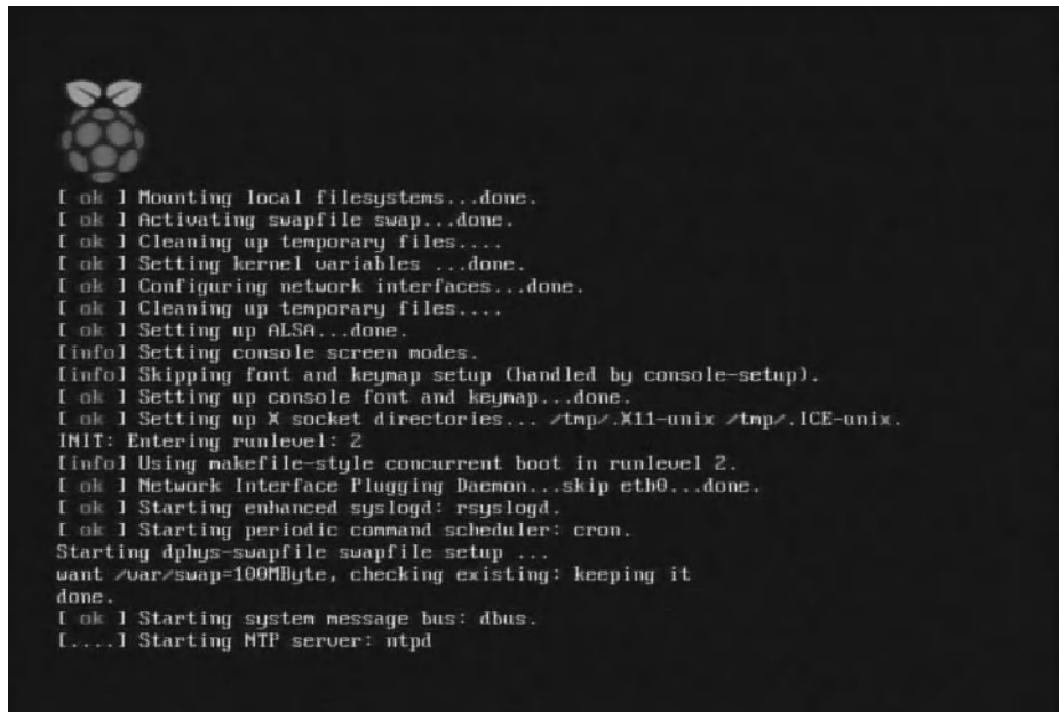 [ ok ] Mounting local filesystems...done.
[ ok ] Activating swapfile swap...done.
[ ok ] Cleaning up temporary files....
[ ok ] Setting kernel variables ...done.
[ ok ] Configuring network interfaces...done.
[ ok ] Cleaning up temporary files....
[ ok ] Setting up ALSA...done.
[info] Setting console screen modes.
[info] Skipping font and keymap setup (handled by console-setup).
[ ok ] Setting up console font and keymap...done.
[ ok ] Setting up X socket directories... /tmp/.X11-unix /tmp/.ICE-unix.
INIT: Entering runlevel: 2
[info] Using makefile-style concurrent boot in runlevel 2.
[ ok ] Network Interface Plugging Daemon...skip eth0...done.
[ ok ] Starting enhanced syslogd: rsyslogd.
[ ok ] Starting periodic command scheduler: cron.
Starting dphys-swapfile swapfile setup ...
want /var/swap=100MByte, checking existing: keeping it
done.
[ ok ] Starting system message bus: dbus.
[....] Starting NTP server: ntpd